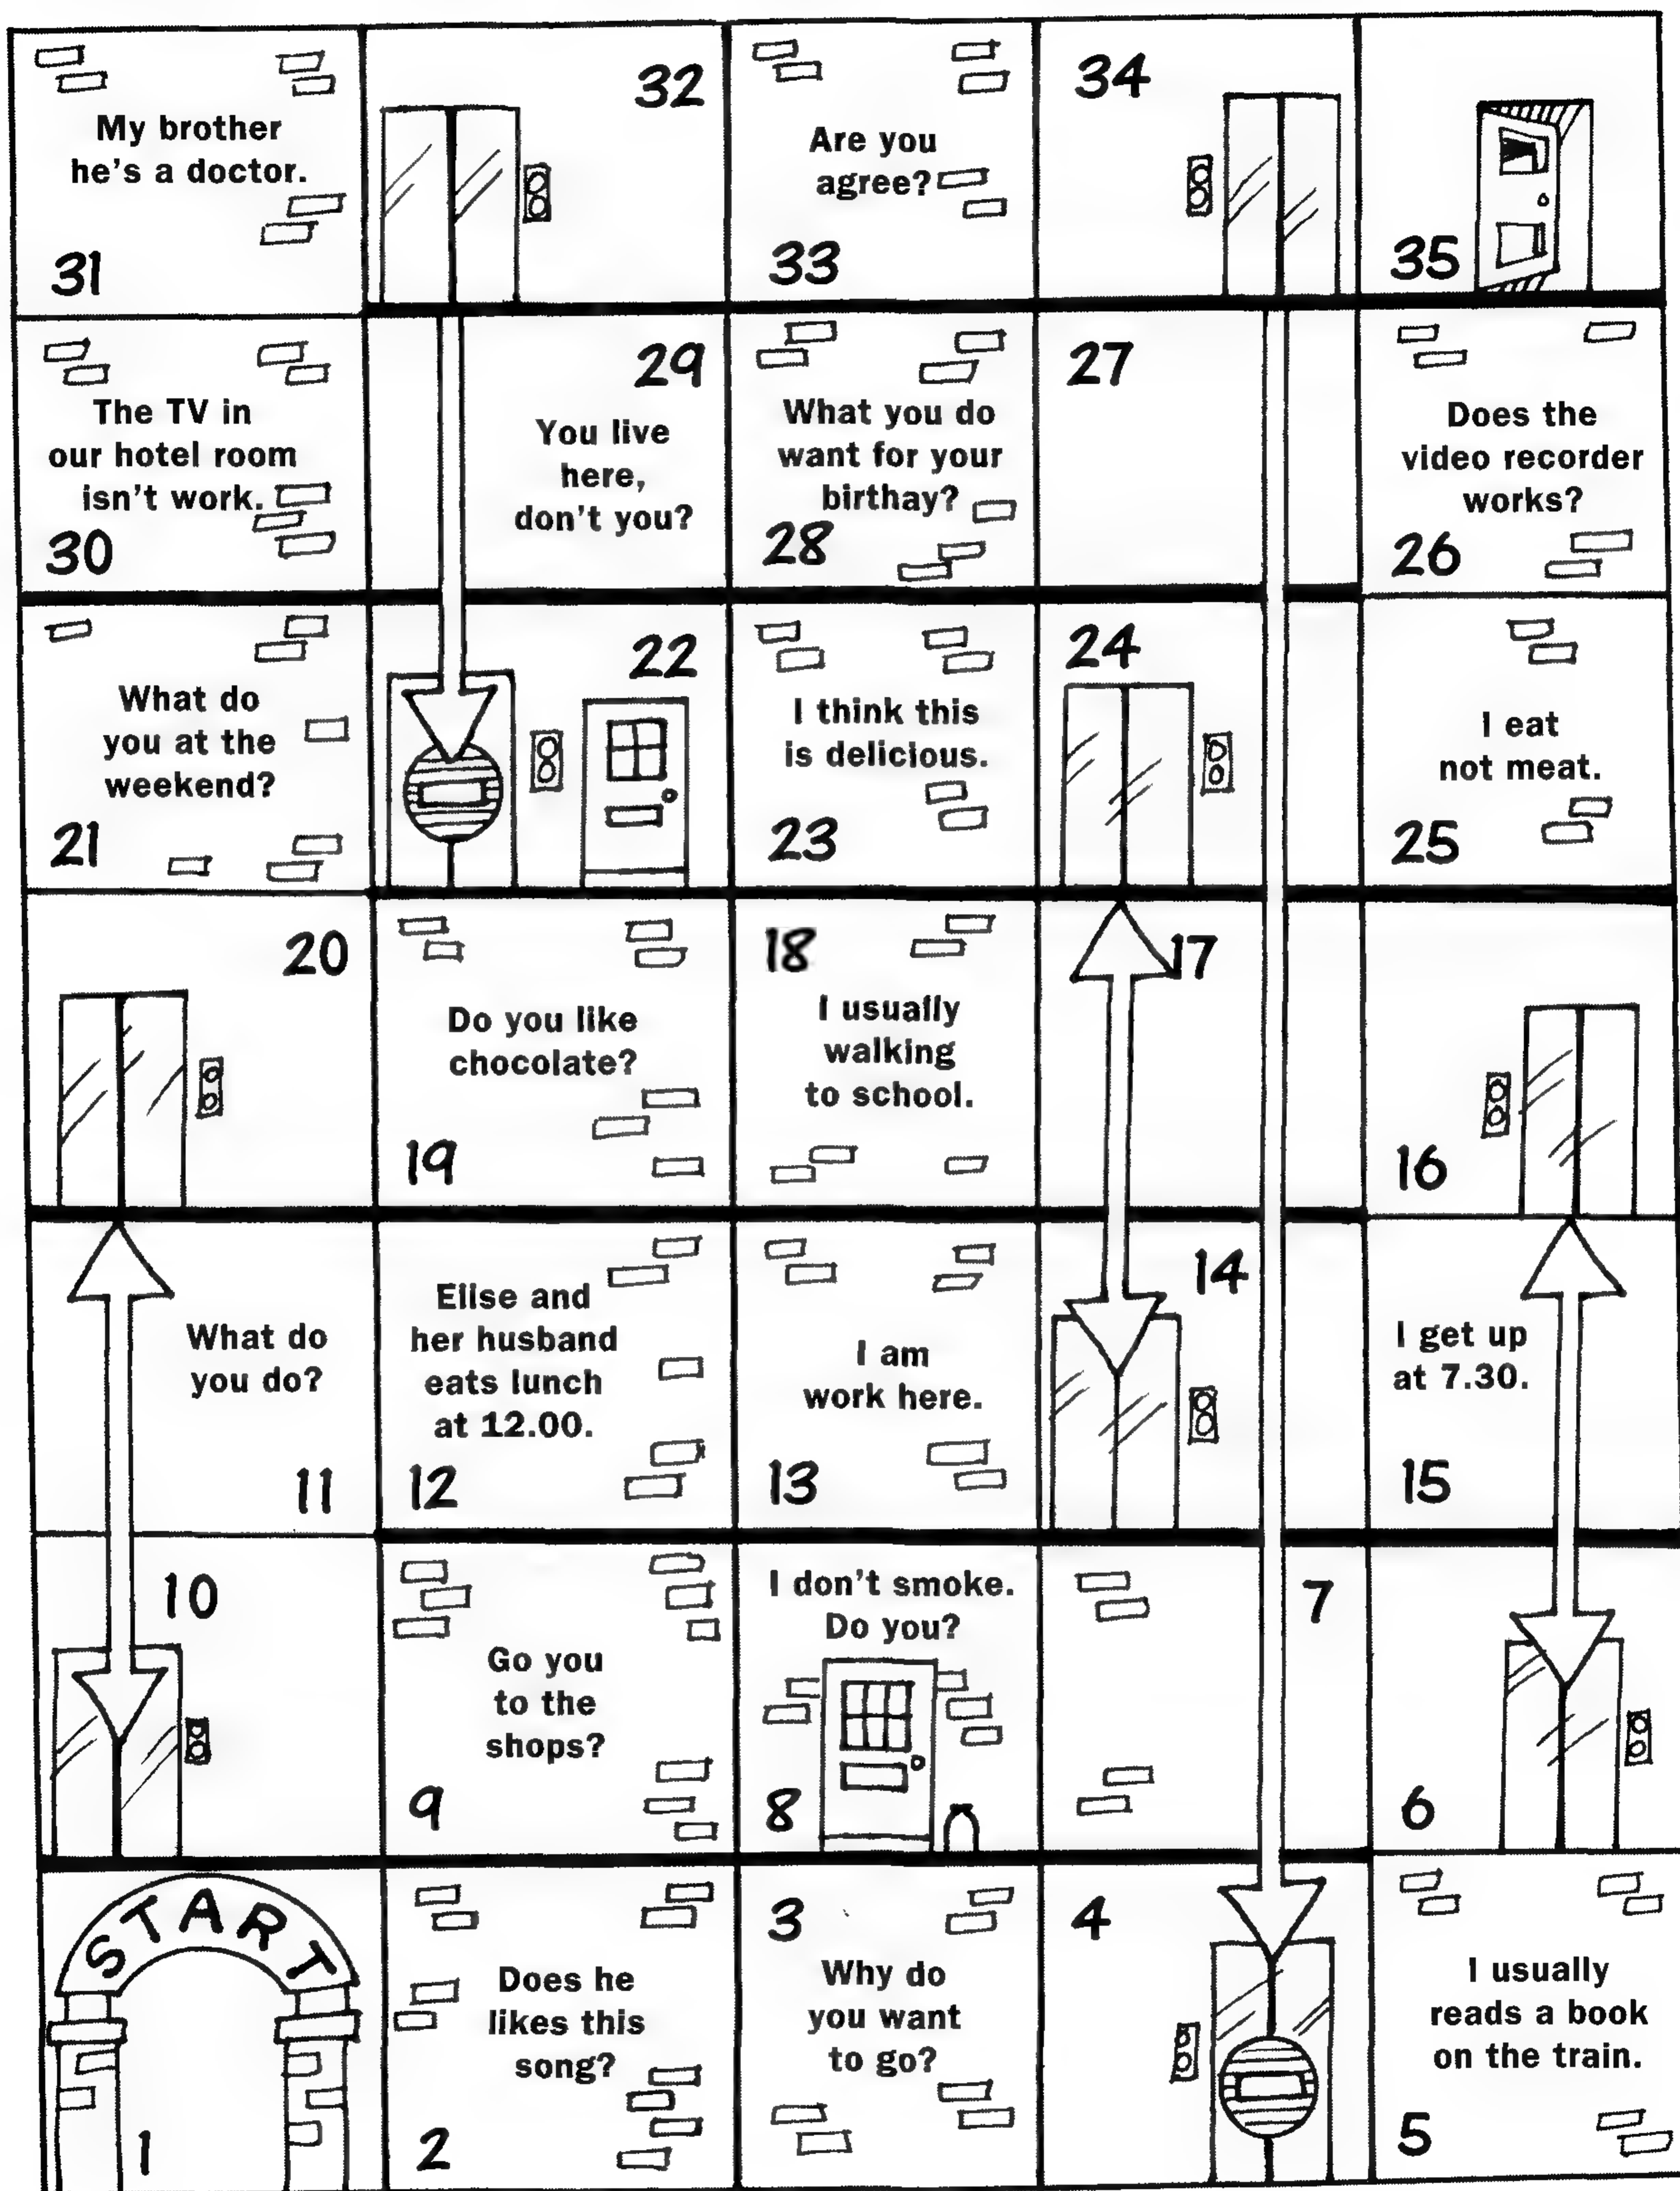 My brother
he's a doctor.
31
32
Are you
agree?
33
34
35
The TV in
our hotel room
isn't work.
30
29
You live
here,
don't you?
What you do
want for your
birthay?
28
27
Does the
video recorder
works?
26
What do
you at the
weekend?
21
22
I think this
is delicious.
23
24
I eat
not meat.
25
20
Do you like
chocolate?
19
18
I usually
walking
to school.
17
16
What do
you do?
11
Elise and
her husband
eats lunch
at 12.00.
12
I am
work here.
13
14
I get up
at 7.30.
15
10
Go you
to the
shops?
9
I don't smoke.
Do you?
8
7
6
START
1
Does he
likes this
song?
2
3
Why do
you want
to go?
4
I usually
reads a book
on the train.
5